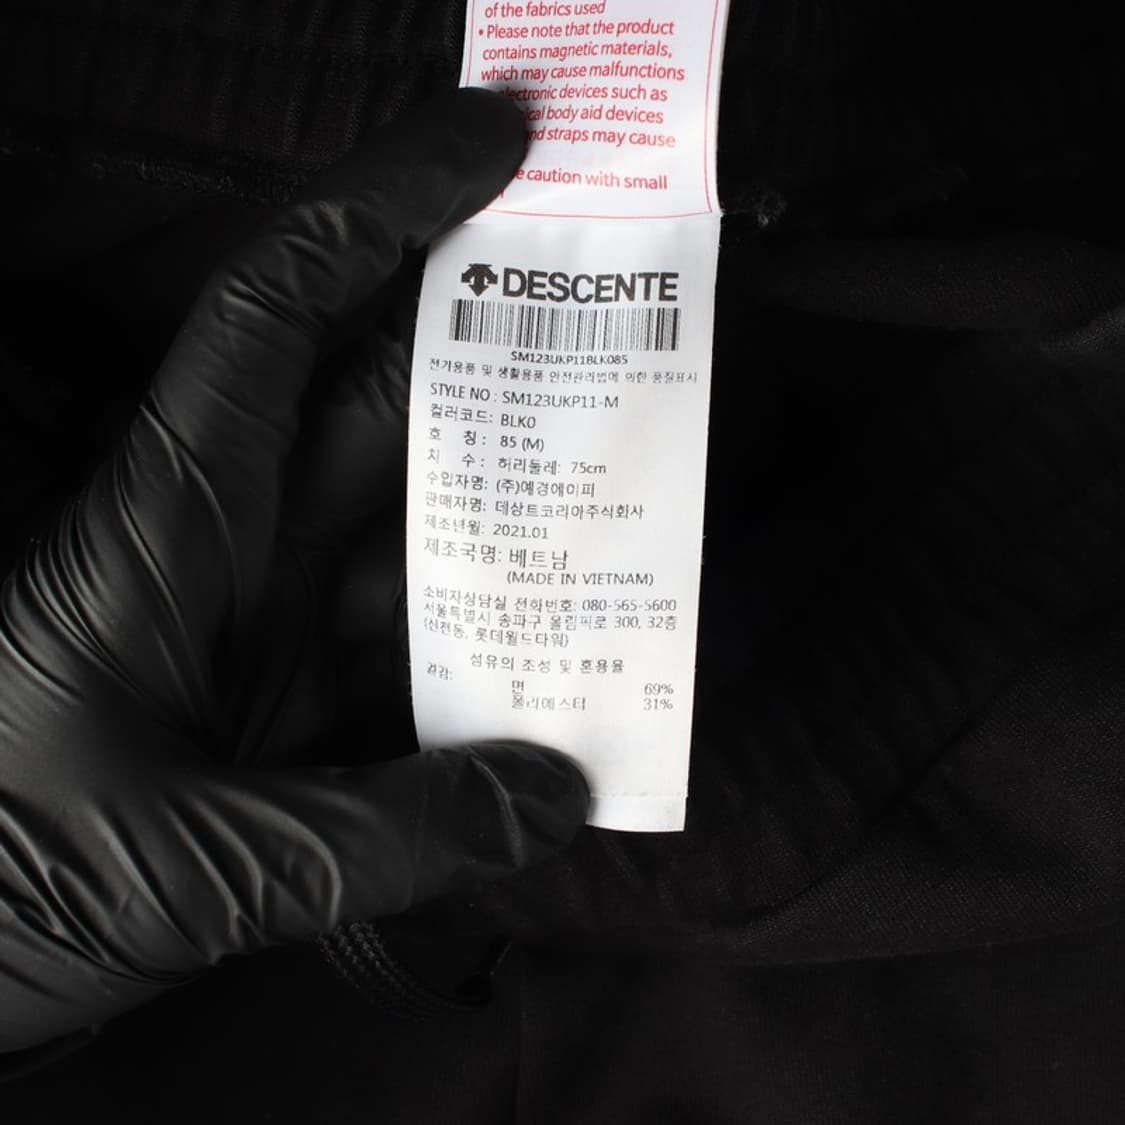 of the fabrics used
• Please note that the product
contains magnetic materials,
which may cause malfunctions
electronic devices such as
body aid devices
straps may cause
caution with small
DESCENTE
SM123UKP11BLK085
전기용품 및 생활용품 안전관리법에 의한 품질표시
STYLE NO : SM123UKP11-M
컬러코드: BLK0
호 칭 : 85 (M)
치 수 : 허리둘레: 75cm
수입자명: (주)예경에이피
판매자명: 데상트코리아주식회사
제조년월: 2021.01
제조국명: 베트남
(MADE IN VIETNAM)
소비자상담실 전화번호: 080-565-5600
서울특별시 송파구 올림픽로 300, 32층
(신천동, 롯데월드타워)
섬유의 조성 및 혼용율
겉감:
면 69%
폴리에스터 31%